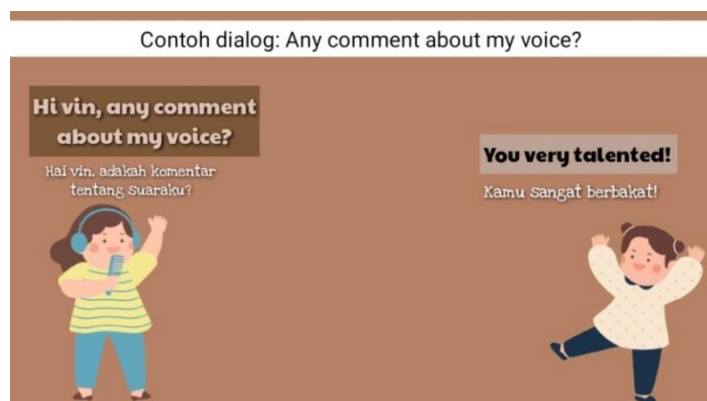 Contoh dialog: Any comment about my voice?
Hi vin, any comment
about my voice?
Hai vin, adakah komentar
tentang suaraku?
You very talented!
Kamu sangat berbakat!